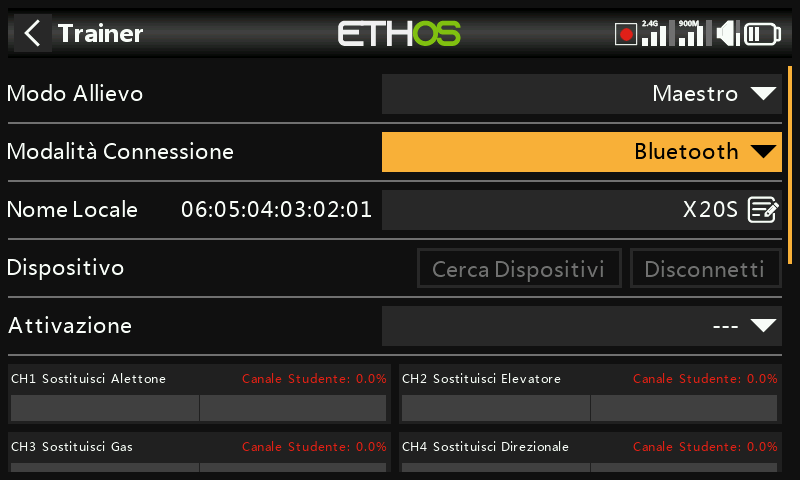 Trainer ETHOS 2.4G 900M
Modo Allievo Maestro
Modalità Connessione Bluetooth
Nome Locale 06:05:04:03:02:01 X20S
Dispositivo Cerca Dispositivi Disconnetti
Attivazione ---
CH1 Sostituisci Alettone Canale Studente: 0.0% CH2 Sostituisci Elevatore Canale Studente: 0.0%
CH3 Sostituisci Gas Canale Studente: 0.0% CH4 Sostituisci Direzionale Canale Studente: 0.0%